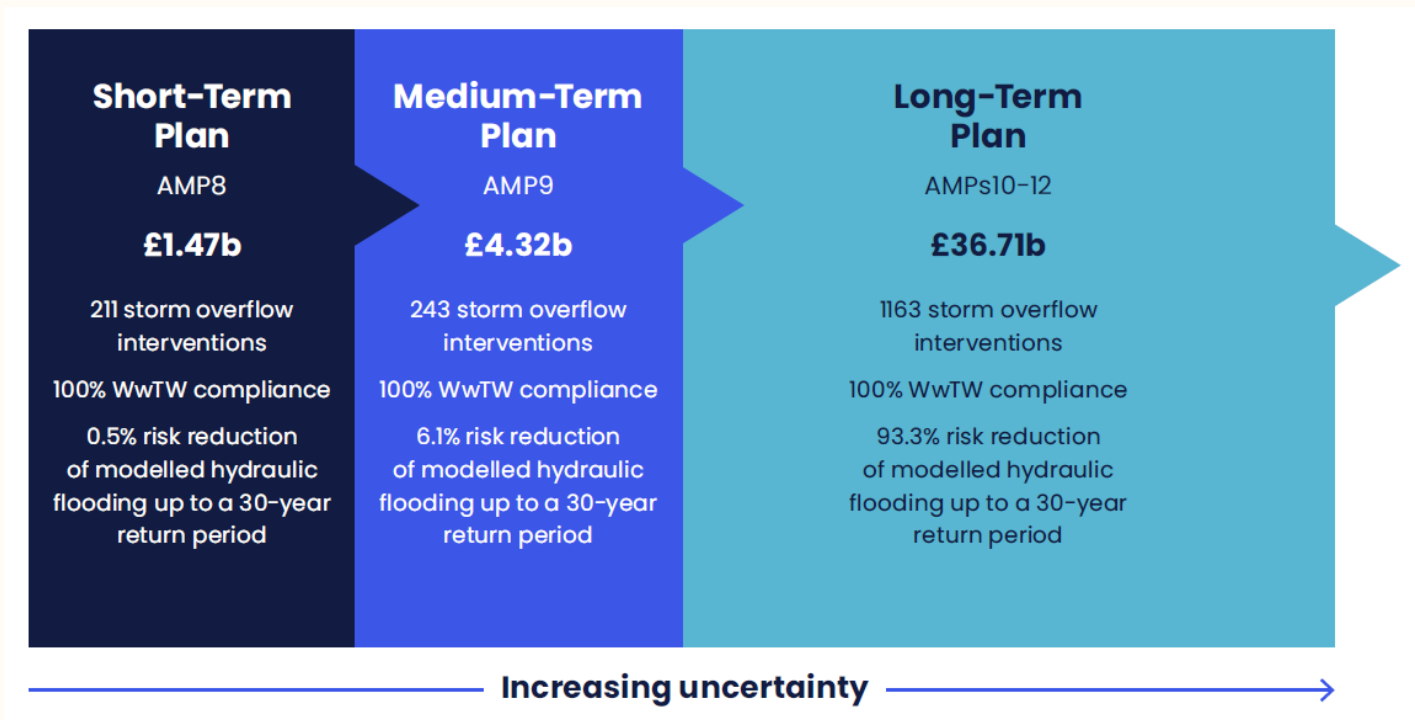 Short-Term
Plan
AMP8
£1.47b
211 storm overflow
interventions
100% WwTW compliance
0.5% risk reduction
of modelled hydraulic
flooding up to a 30-year
return period
Medium-Term
Plan
AMP9
£4.32b
243 storm overflow
interventions
100% WwTW compliance
6.1% risk reduction
of modelled hydraulic
flooding up to a 30-year
return period
Long-Term
Plan
AMPs10-12
£36.71b
1163 storm overflow
interventions
100% WwTW compliance
93.3% risk reduction
of modelled hydraulic
flooding up to a 30-year
return period
Increasing uncertainty